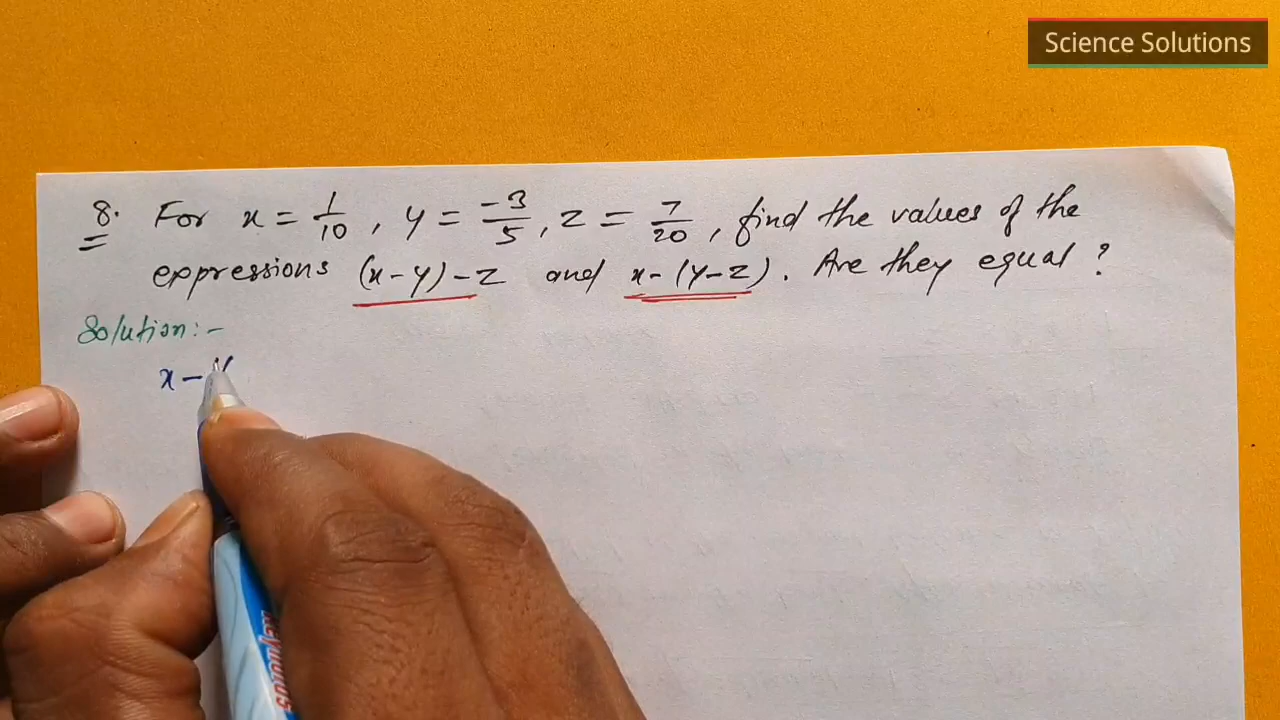 Science Solutions
8. For x = 1/10, y = -3/5, z = 7/20, find the values of the
expressions (x-y)-z and x-(y-z). Are they equal?
Solution:-
x-y